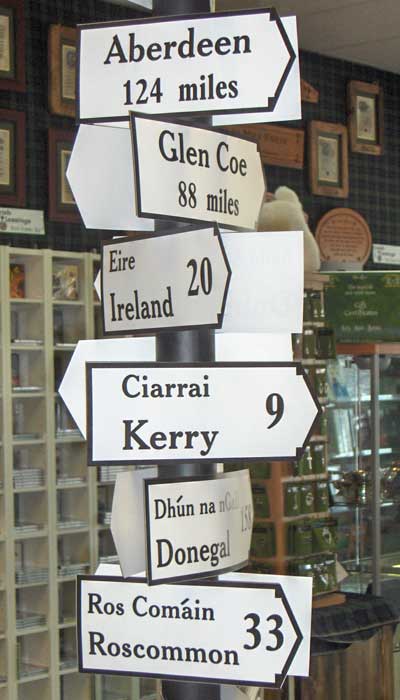 Aberdeen
124 miles
Glen Coe
88 miles
Eire
Ireland 20
Ciarrai
Kerry 9
Dhún na nGall 158
Donegal
Ros Comáin
Roscommon 33